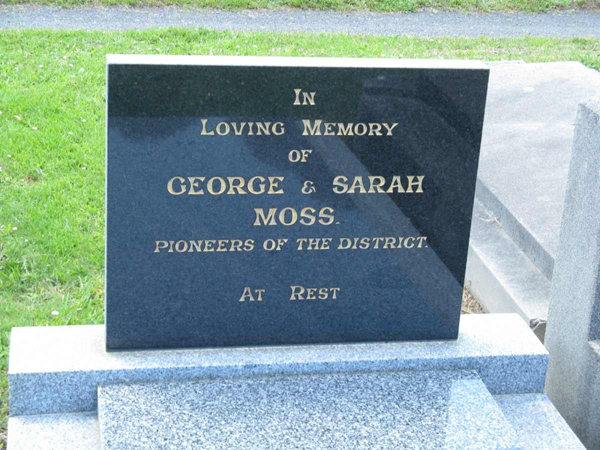 In
Loving Memory
of
GEORGE & SARAH
MOSS.
PIONEERS OF THE DISTRICT.
At Rest